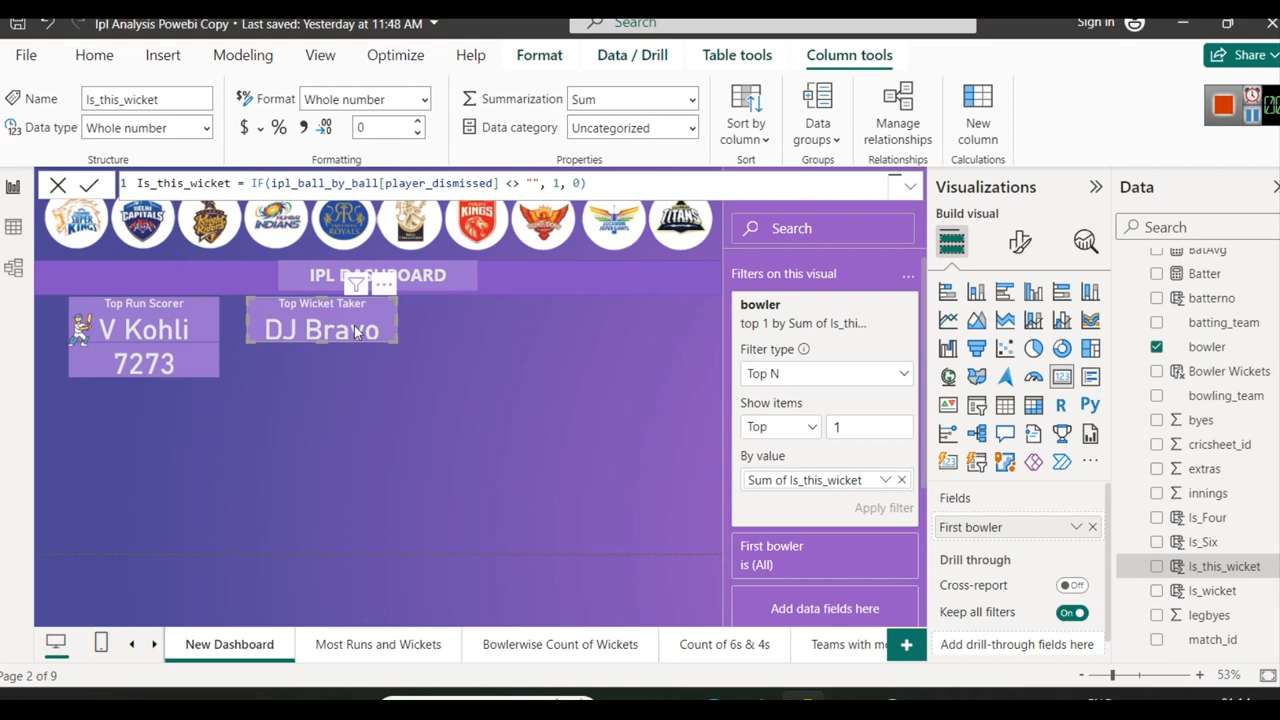 Ipl Analysis Powebi Copy • Last saved: Yesterday at 11:48 AM
Search
Sign in
File Home Insert Modeling View Optimize Help Format Data / Drill Table tools Column tools Share
Name Is_this_wicket
Data type Whole number
Structure
Format Whole number
$ % 0
Formatting
Summarization Sum
Data category Uncategorized
Properties
Sort by column
Sort
Data groups
Groups
Manage relationships
Relationships
New column
Calculations
1 Is_this_wicket = IF(ipl_ball_by_ball[player_dismissed] <> "", 1, 0)
DELHI CAPITALS
MUMBAI INDIANS
ROYALS
KINGS
TITANS
IPL DASHBOARD
Top Run Scorer
V Kohli
7273
Top Wicket Taker
DJ Bravo
Search
Filters on this visual
bowler
top 1 by Sum of Is_thi...
Filter type
Top N
Show items
Top 1
By value
Sum of Is_this_wicket
Apply filter
First bowler
is (All)
Add data fields here
Visualizations
Build visual
R Py
Fields
First bowler
Drill through
Cross-report Off
Keep all filters On
Add drill-through fields here
Data
Search
BatAvg
Batter
batterno
batting_team
bowler
Bowler Wickets
bowling_team
byes
cricsheet_id
extras
innings
Is_Four
Is_Six
Is_this_wicket
Is_wicket
legbyes
match_id
New Dashboard Most Runs and Wickets Bowlerwise Count of Wickets Count of 6s & 4s Teams with m
Page 2 of 9
53%